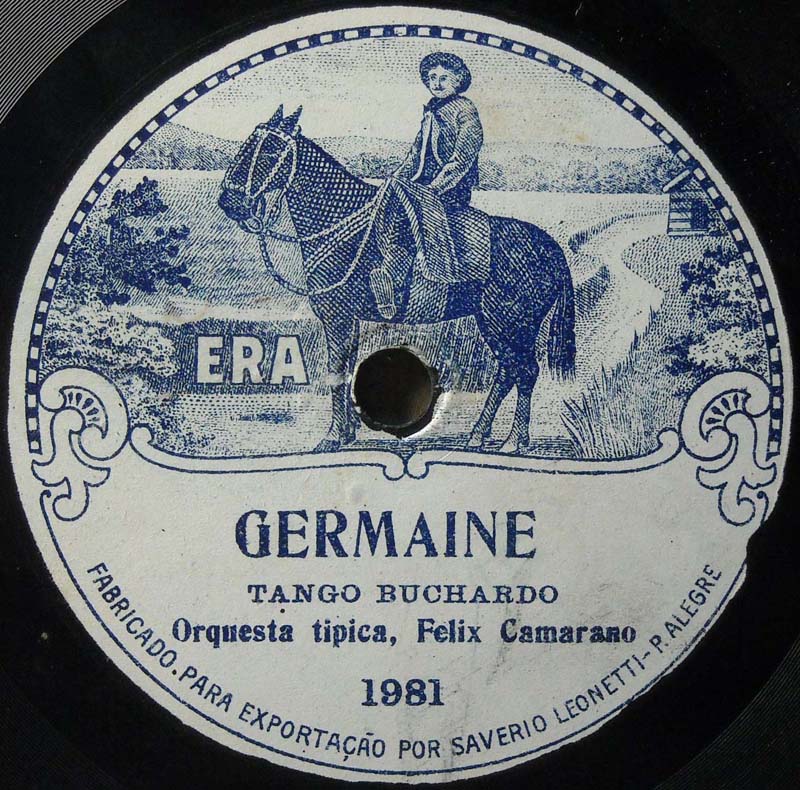 ERA
GERMAINE
TANGO BUCHARDO
Orquesta tipica, Felix Camarano
1981
FABRICADO. PARA EXPORTAÇÃO POR SAVERIO LEONETTI - P. ALEGRE